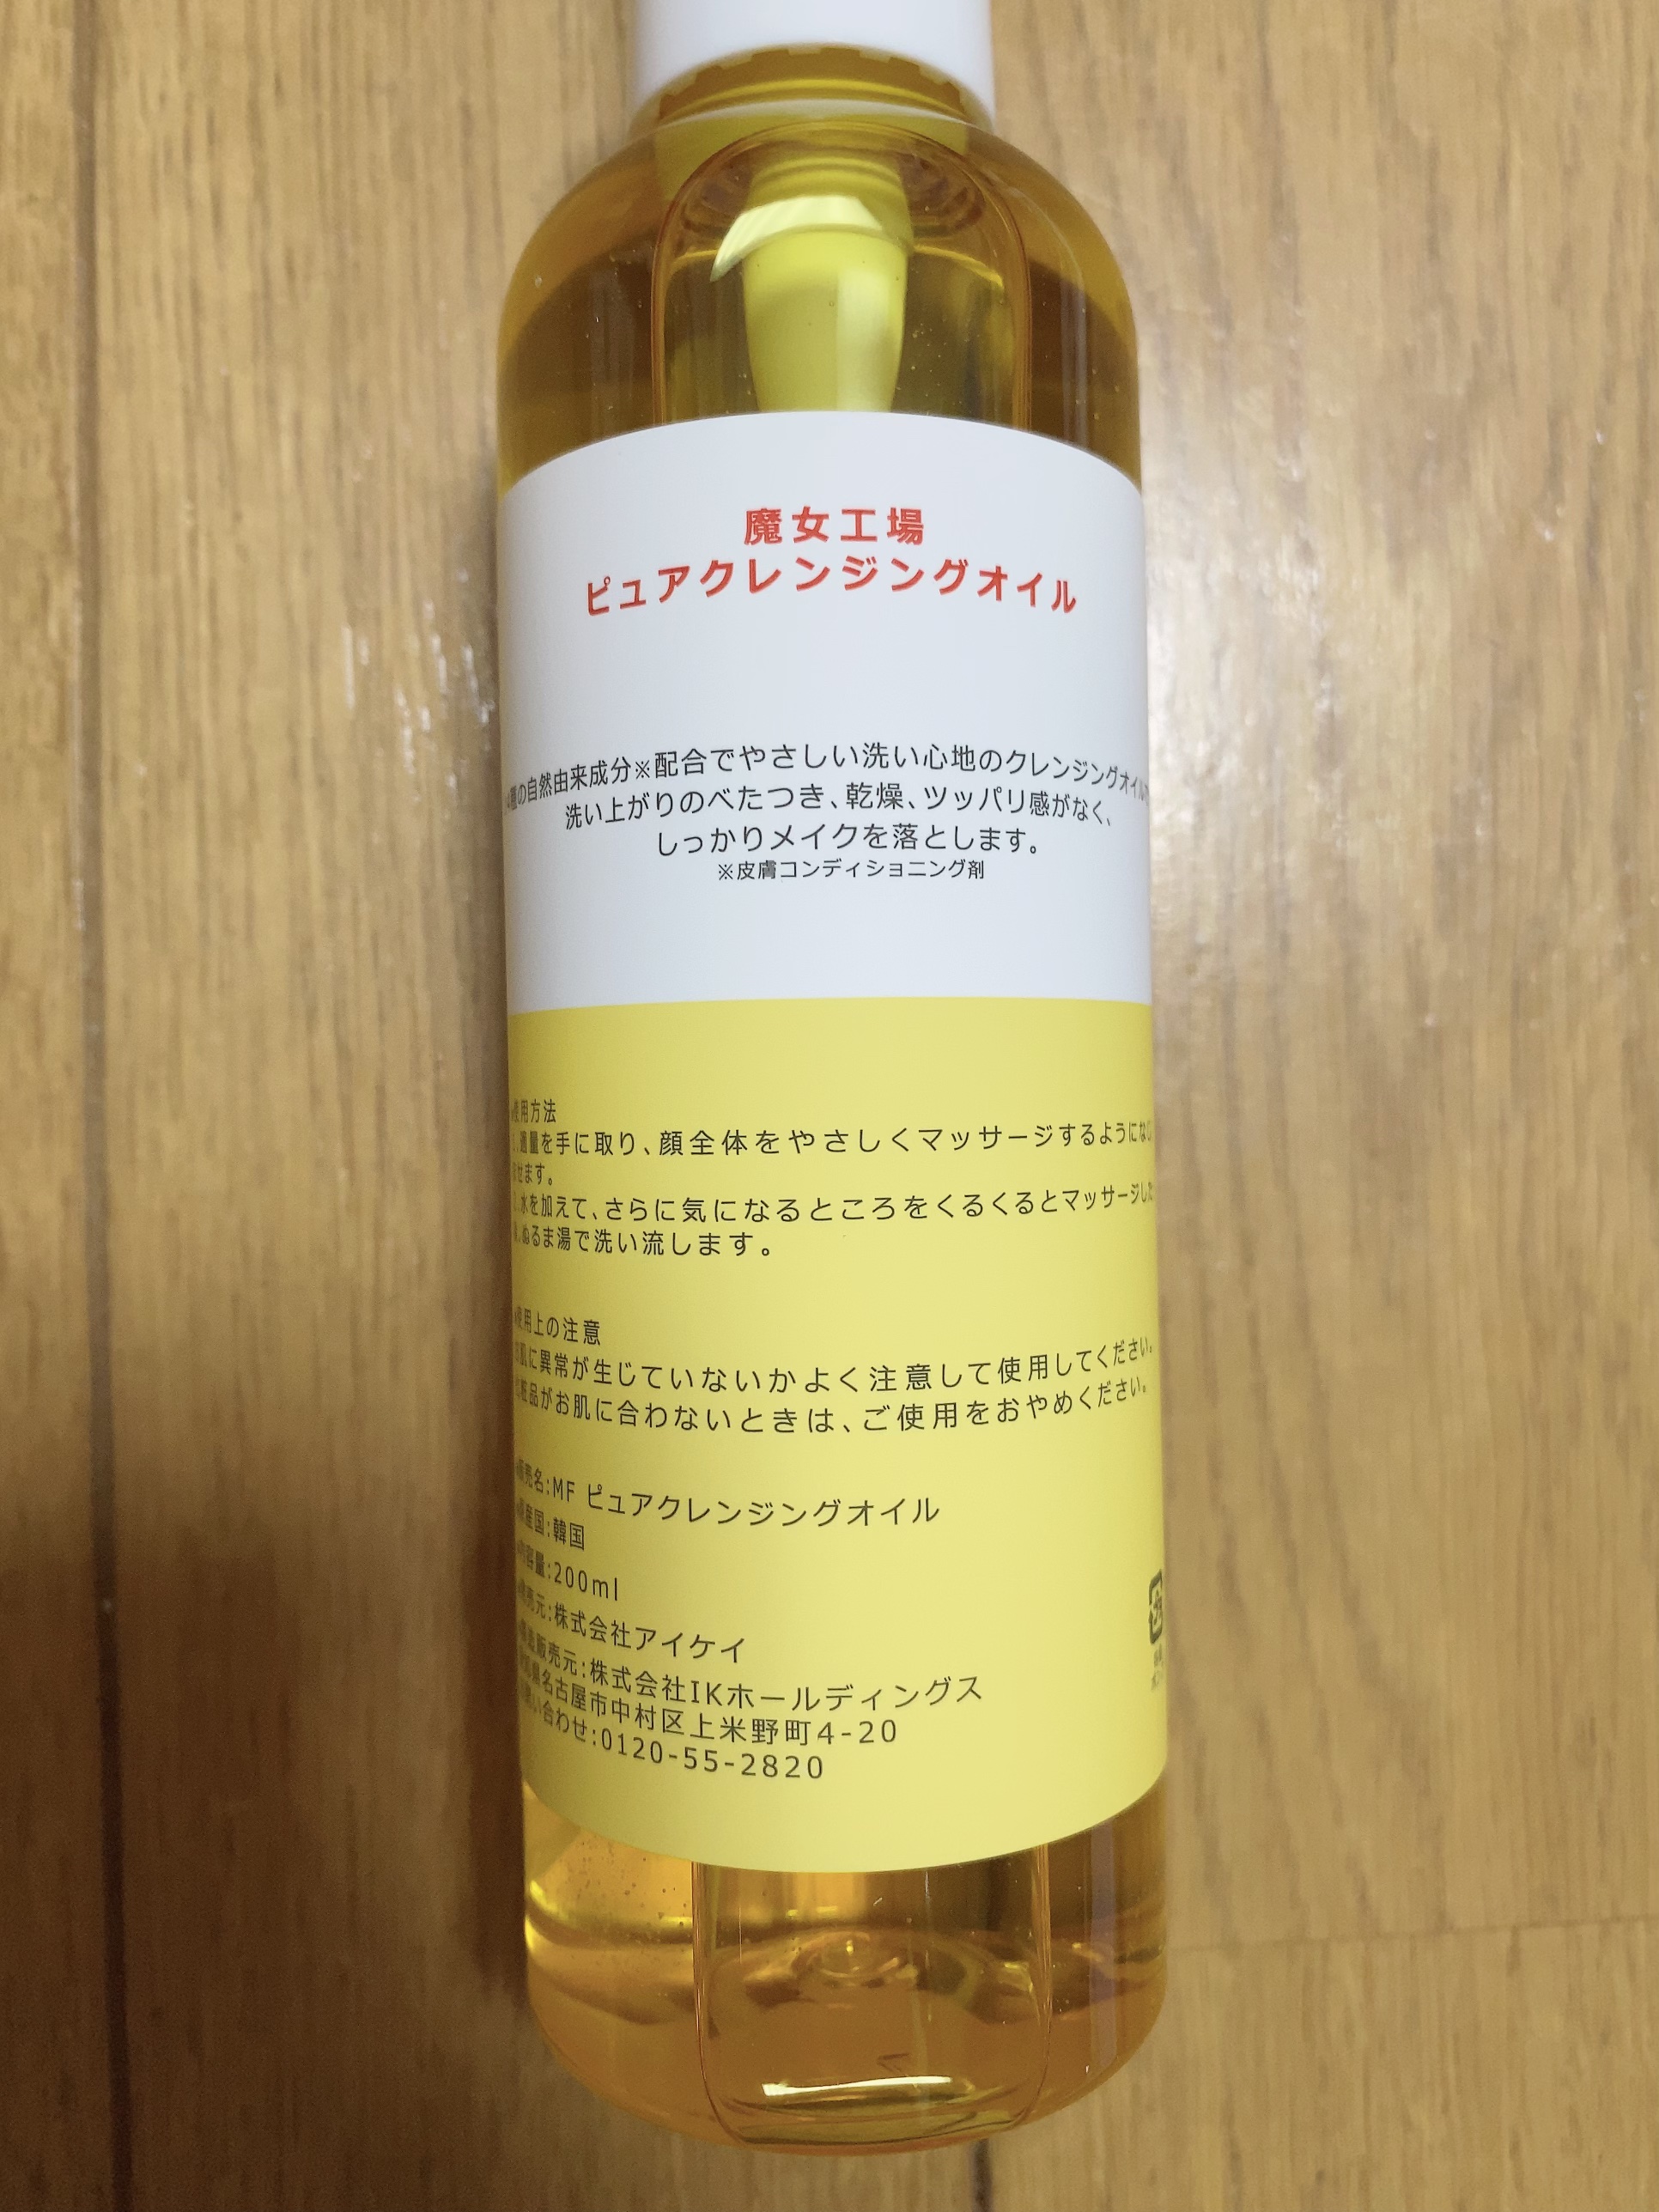 魔女工場
ピュアクレンジングオイル
種の自然由来成分※配合でやさしい洗い心地のクレンジングオイル
洗い上がりのべたつき、乾燥、ツッパリ感がなく、
しっかりメイクを落とします。
※皮膚コンディショニング剤
使用方法
適量を手に取り、顔全体をやさしくマッサージするように
ます。
水を加えて、さらに気になるところをくるくるとマッサージし
ぬるま湯で洗い流します。
使用上の注意
肌に異常が生じていないかよく注意して使用してください。
粧品がお肌に合わないときは、ご使用をおやめください。
販売名:MF ピュアクレンジングオイル
産国:韓国
容量:200ml
売元:株式会社アイケイ
販売元:株式会社IKホールディングス
県名古屋市中村区上米野町4-20
い合わせ:0120-55-2820